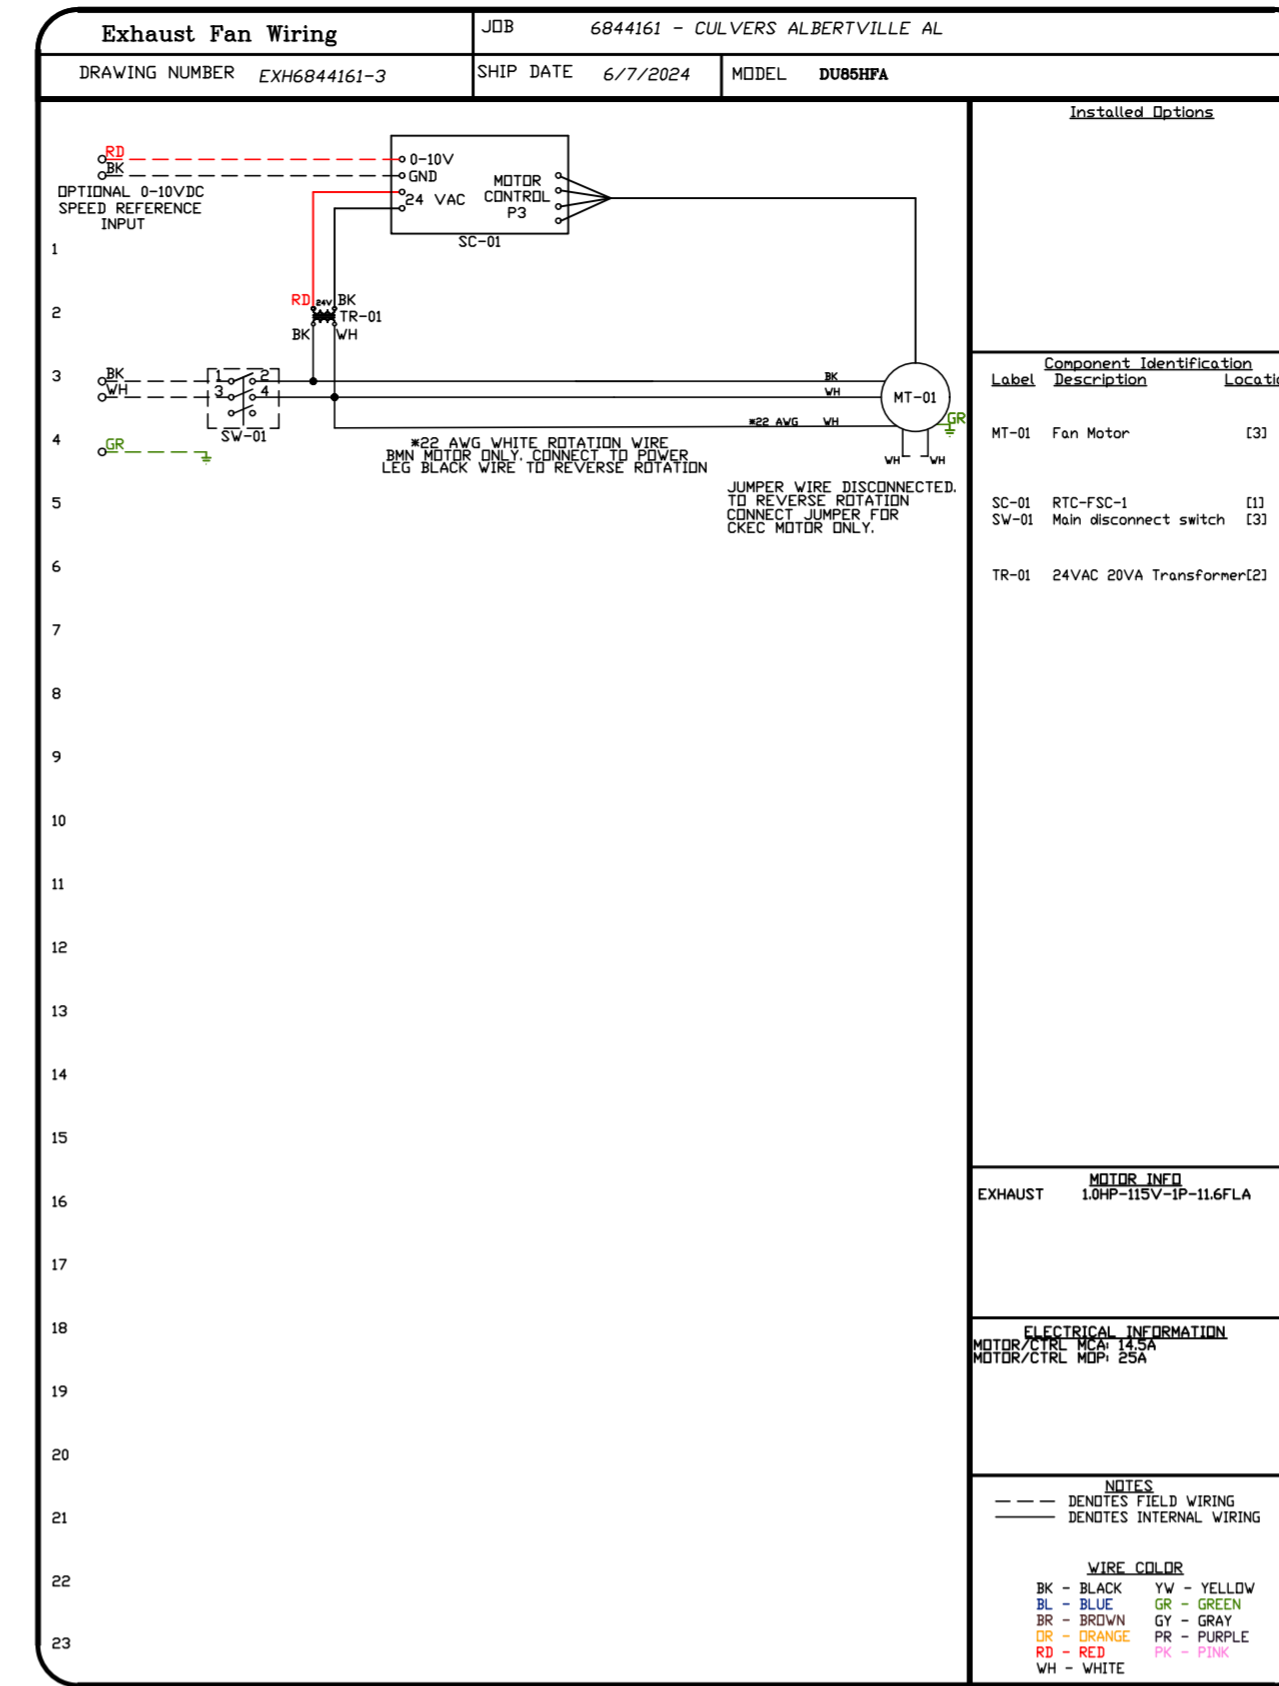 Exhaust Fan Wiring
JOB 6844161 - CULVERS ALBERTVILLE AL
DRAWING NUMBER EXH6844161-3
SHIP DATE 6/7/2024
MODEL DU85HFA
RD
BK
OPTIONAL 0-10VDC
SPEED REFERENCE
INPUT
0-10V
GND
24 VAC
MOTOR
CONTROL
P3
SC-01
RD 24V BK
TR-01
BK WH
BK
WH
1 2
3 4
SW-01
GR
BK
WH
*22 AWG WH
MT-01
GR
WH WH
*22 AWG WHITE ROTATION WIRE
BMN MOTOR ONLY. CONNECT TO POWER
LEG BLACK WIRE TO REVERSE ROTATION
JUMPER WIRE DISCONNECTED.
TO REVERSE ROTATION
CONNECT JUMPER FOR
CKEC MOTOR ONLY.
1
2
3
4
5
6
7
8
9
10
11
12
13
14
15
16
17
18
19
20
21
22
23
Installed Options
Component Identification
Label Description Locatio
MT-01 Fan Motor [3]
SC-01 RTC-FSC-1 [1]
SW-01 Main disconnect switch [3]
TR-01 24VAC 20VA Transformer[2]
MOTOR INFO
EXHAUST 1.0HP-115V-1P-11.6FLA
ELECTRICAL INFORMATION
MOTOR/CTRL MCA: 14.5A
MOTOR/CTRL MOP: 25A
NOTES
DENOTES FIELD WIRING
DENOTES INTERNAL WIRING
WIRE COLOR
BK - BLACK YW - YELLOW
BL - BLUE GR - GREEN
BR - BROWN GY - GRAY
OR - ORANGE PR - PURPLE
RD - RED PK - PINK
WH - WHITE